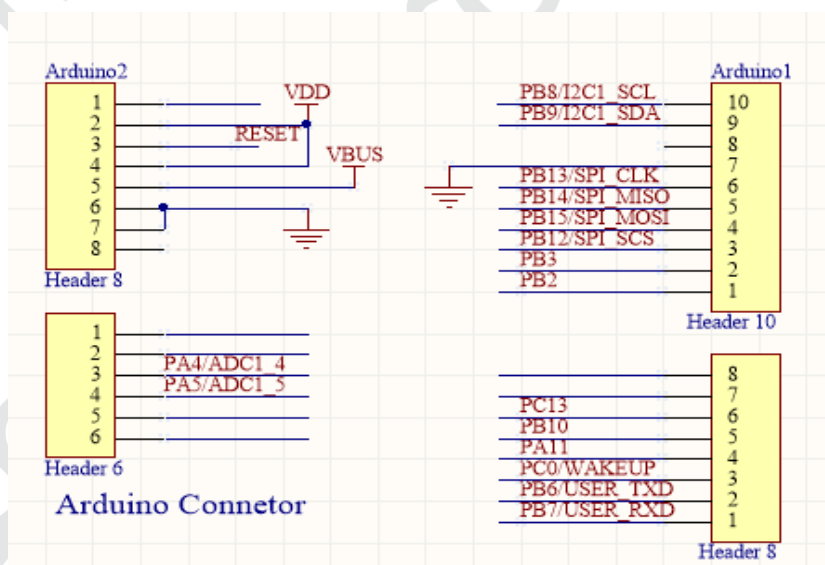 Arduino2
1
VDD
2
RESET
3
4
VBUS
5
6
7
8
Header 8
1
2
PA4/ADC1_4
3
PA5/ADC1_5
4
5
6
Header 6
Arduino Connetor
Arduino1
PB8/I2C1_SCL 10
PB9/I2C1_SDA 9
8
7
PB13/SPI_CLK 6
PB14/SPI_MISO 5
PB15/SPI_MOSI 4
PB12/SPI_SCS 3
PB3 2
PB2 1
Header 10
8
7
PC13 6
PB10 5
PA11 4
PC0/WAKEUP 3
PB6/USER_TXD 2
PB7/USER_RXD 1
Header 8